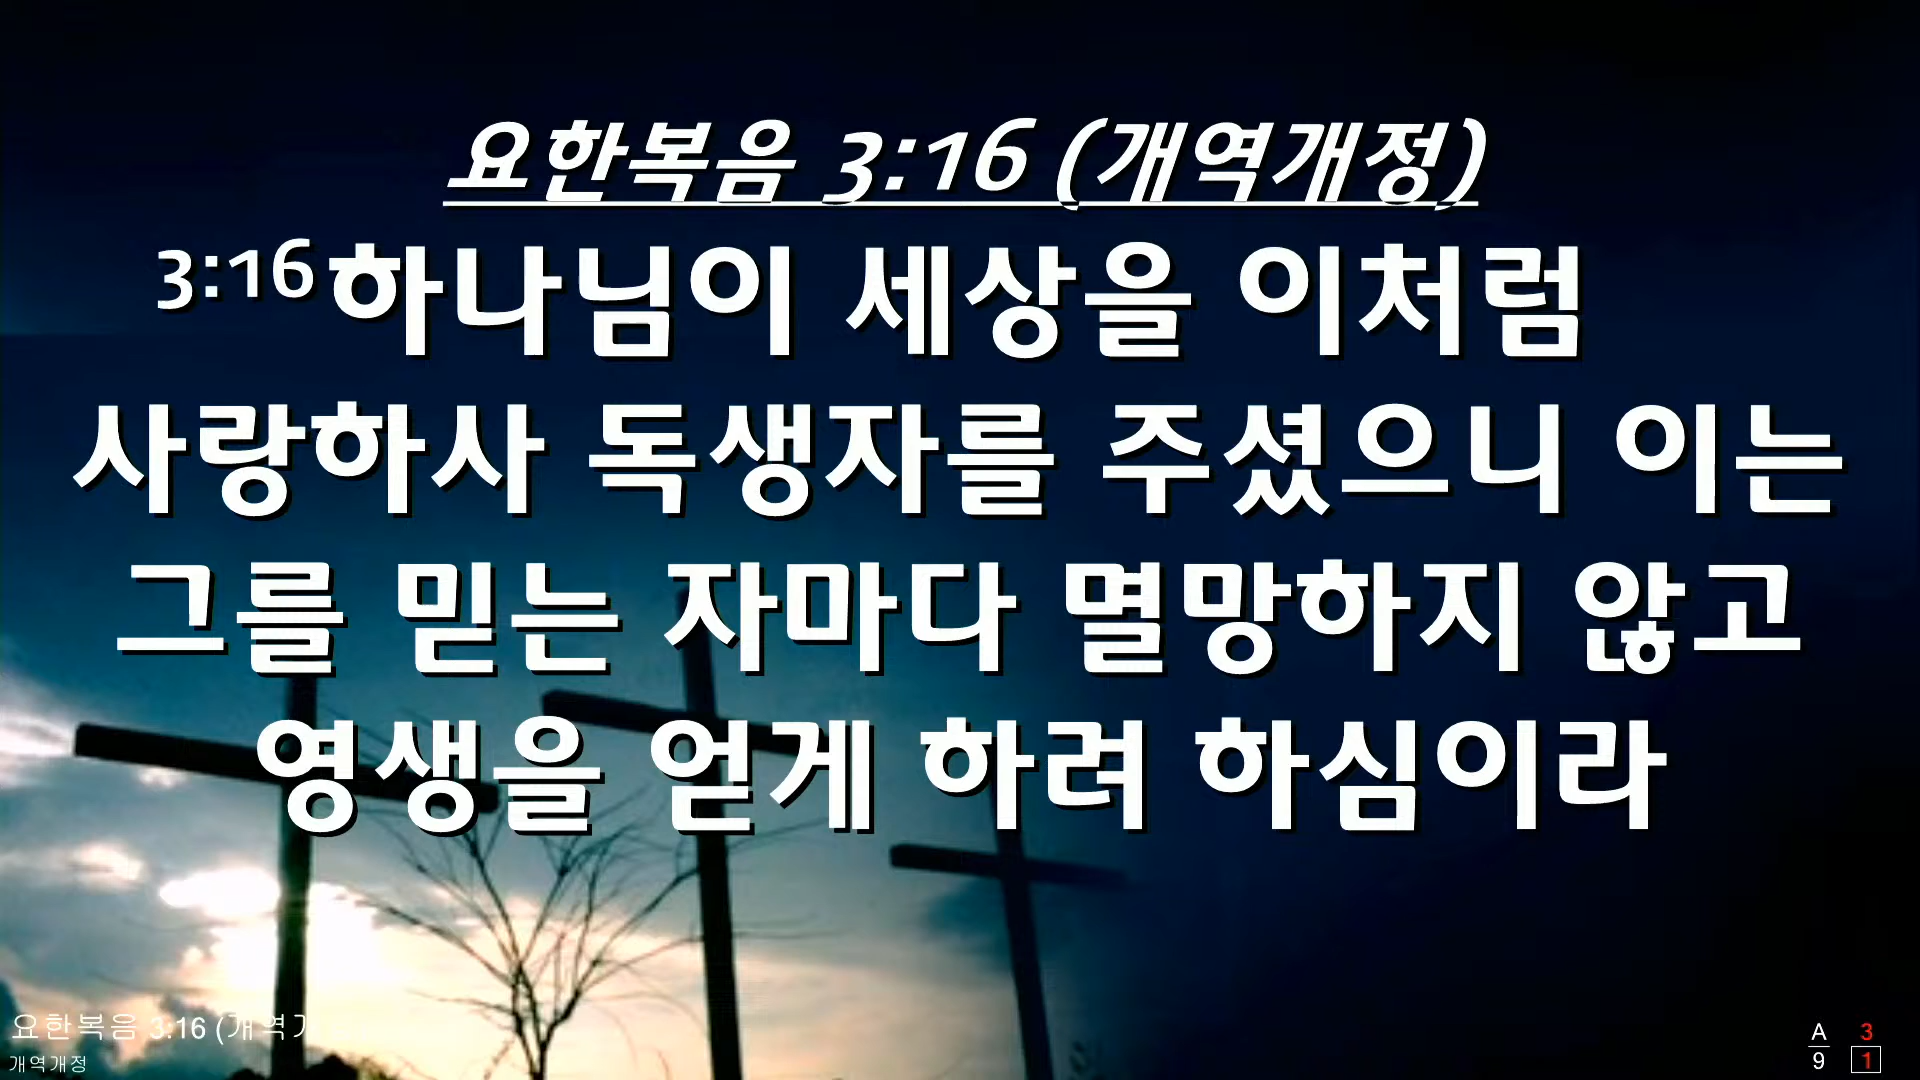 요한복음 3:16 (개역개정)
3:16하나님이 세상을 이처럼
사랑하사 독생자를 주셨으니 이는
그를 믿는 자마다 멸망하지 않고
영생을 얻게 하려 하심이라
요한복음 3:16 (개역개
개역개정
A 3
9 1